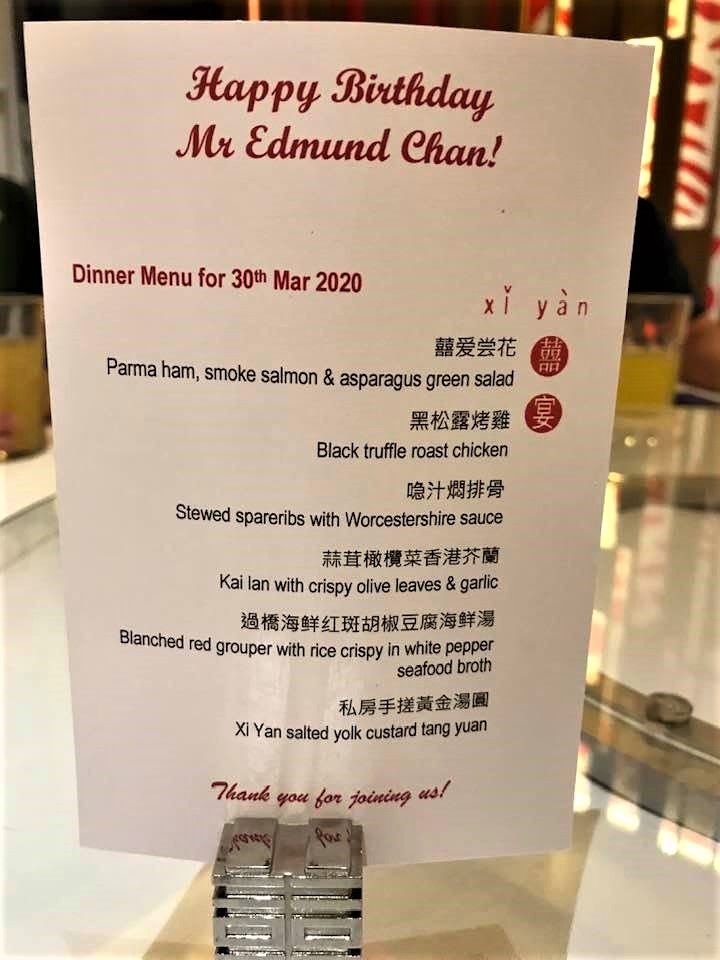 Happy Birthday
Mr Edmund Chan!
Dinner Menu for 30th Mar 2020
xǐ yàn
囍爱尝花
囍
Parma ham, smoke salmon & asparagus green salad
宴
黑松露烤雞
Black truffle roast chicken
喼汁燜排骨
Stewed spareribs with Worcestershire sauce
蒜茸橄欖菜香港芥蘭
Kai lan with crispy olive leaves & garlic
過橋海鮮红斑胡椒豆腐海鮮湯
Blanched red grouper with rice crispy in white pepper
seafood broth
私房手搓黃金湯圓
Xi Yan salted yolk custard tang yuan
Thank you for joining us!